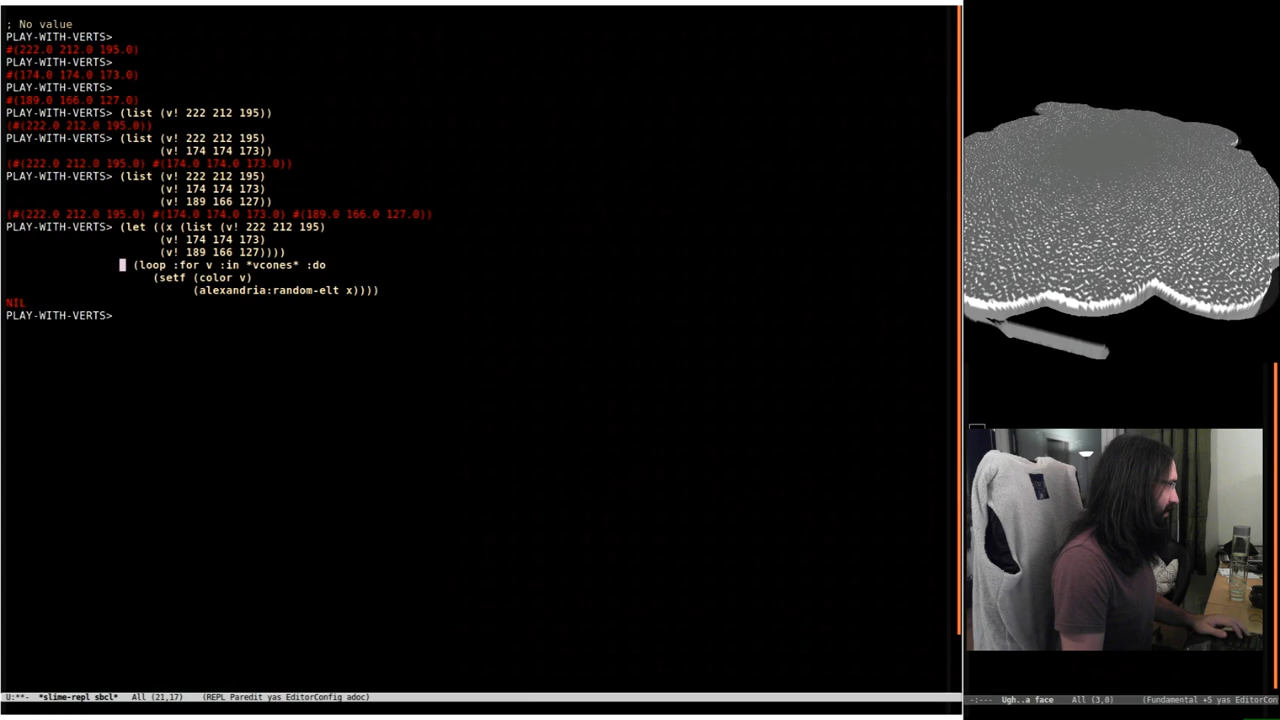 ; No value
PLAY-WITH-VERTS>
#(222.0 212.0 195.0)
PLAY-WITH-VERTS>
#(174.0 174.0 173.0)
PLAY-WITH-VERTS>
#(189.0 166.0 127.0)
PLAY-WITH-VERTS> (list (v! 222 212 195))
(#(222.0 212.0 195.0))
PLAY-WITH-VERTS> (list (v! 222 212 195)
(v! 174 174 173))
(#(222.0 212.0 195.0) #(174.0 174.0 173.0))
PLAY-WITH-VERTS> (list (v! 222 212 195)
(v! 174 174 173)
(v! 189 166 127))
(#(222.0 212.0 195.0) #(174.0 174.0 173.0) #(189.0 166.0 127.0))
PLAY-WITH-VERTS> (let ((x (list (v! 222 212 195)
(v! 174 174 173)
(v! 189 166 127))))
(loop :for v :in *vcones* :do
(setf (color v)
(alexandria:random-elt x))))
NIL
PLAY-WITH-VERTS>
U:**- *slime-repl sbcl* All (21,17) (REPL Paredit yas EditorConfig adoc)
-:--- Ugh..a face All (3,0) (Fundamental +5 yas EditorCon